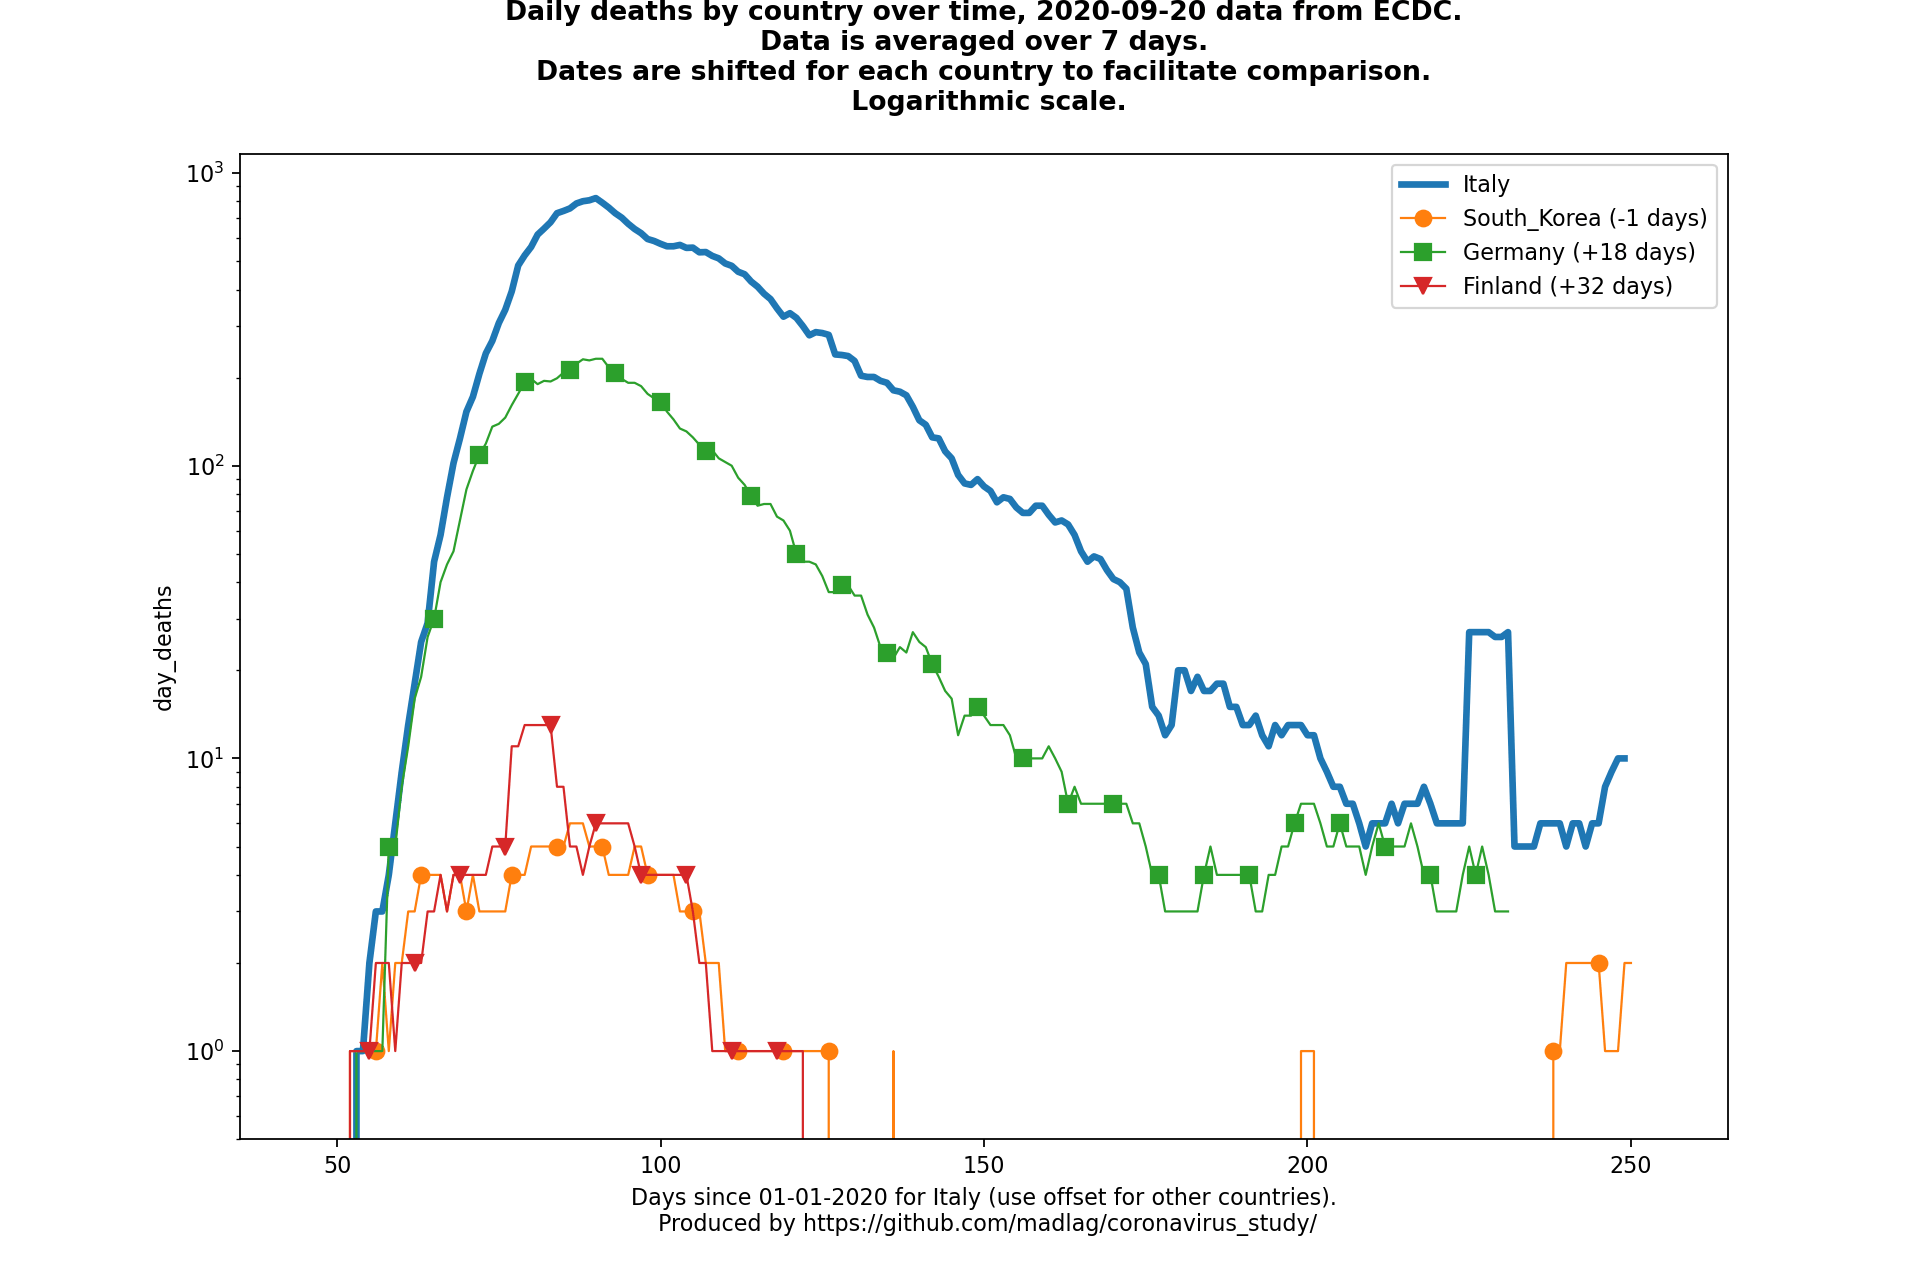 Daily deaths by country over time, 2020-09-20 data from ECDC.
Data is averaged over 7 days.
Dates are shifted for each country to facilitate comparison.
Logarithmic scale.
10³
10²
10¹
10⁰
day_deaths
Italy
South_Korea (-1 days)
Germany (+18 days)
Finland (+32 days)
50 100 150 200 250
Days since 01-01-2020 for Italy (use offset for other countries).
Produced by https://github.com/madlag/coronavirus_study/